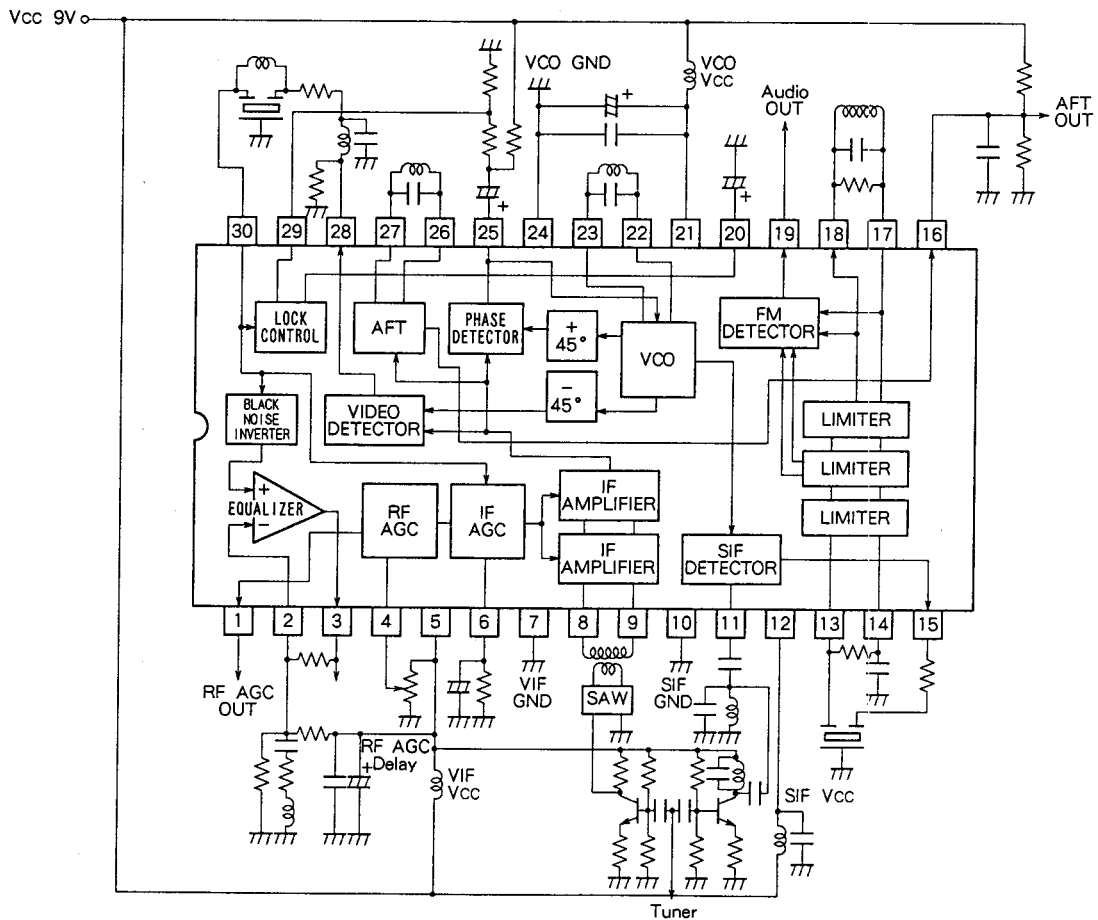 Vcc 9V
VCO GND
VCO
Vcc
Audio
OUT
AFT
OUT
+
+
+
30
29
28
27
26
25
24
23
22
21
20
19
18
17
16
LOCK
CONTROL
AFT
PHASE
DETECTOR
+
45°
VCO
FM
DETECTOR
BLACK
NOISE
INVERTER
VIDEO
DETECTOR
−
45°
LIMITER
LIMITER
LIMITER
+
EQUALIZER
−
RF
AGC
IF
AGC
IF
AMPLIFIER
IF
AMPLIFIER
SIF
DETECTOR
1
2
3
4
5
6
7
8
9
10
11
12
13
14
15
RF AGC
OUT
VIF
GND
SAW
SIF
GND
RF AGC
Delay
+
VIF
Vcc
SIF Vcc
Tuner